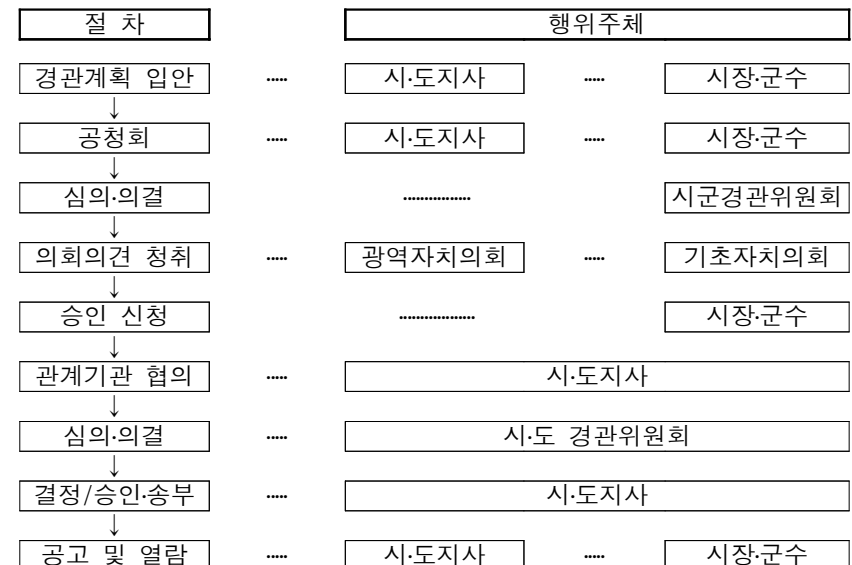 절 차 행위주체
경관계획 입안 ····· 시·도지사 ····· 시장·군수
↓
공청회 ····· 시·도지사 ····· 시장·군수
↓
심의·의결 ················ 시군경관위원회
↓
의회의견 청취 ····· 광역자치의회 ····· 기초자치의회
↓
승인 신청 ·················· 시장·군수
↓
관계기관 협의 ····· 시·도지사
↓
심의·의결 ····· 시·도 경관위원회
↓
결정/승인·송부 ····· 시·도지사
↓
공고 및 열람 ····· 시·도지사 ····· 시장·군수